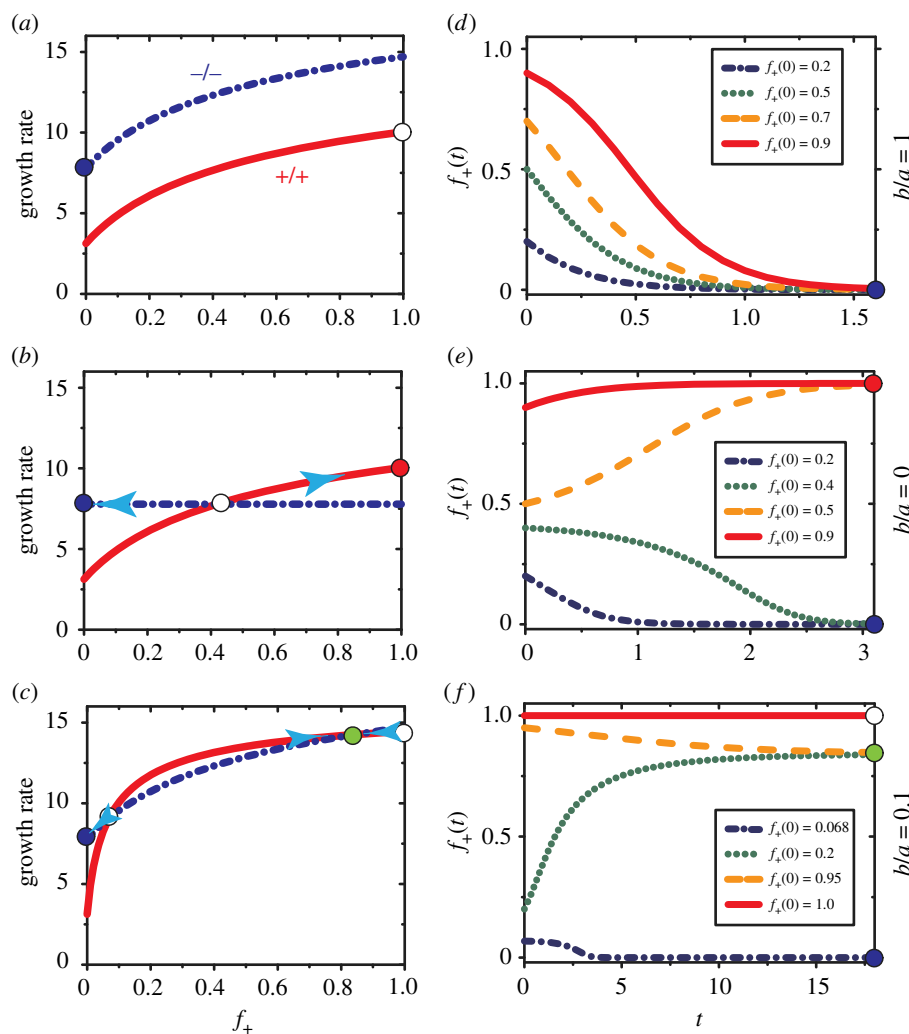 (a)
15
10
5
0
growth rate
–/–
+/+
0
0.2
0.4
0.6
0.8
1.0
(d)
1.0
0.5
0
f+(t)
f+(0) = 0.2
f+(0) = 0.5
f+(0) = 0.7
f+(0) = 0.9
0
0.5
1.0
1.5
b/a = 1
(b)
15
10
5
0
growth rate
0
0.2
0.4
0.6
0.8
1.0
(e)
1.0
0.5
0
f+(t)
f+(0) = 0.2
f+(0) = 0.4
f+(0) = 0.5
f+(0) = 0.9
0
1
2
3
b/a = 0
(c)
15
10
5
0
growth rate
0
0.2
0.4
0.6
0.8
1.0
f+
(f)
1.0
0.5
0
f+(t)
f+(0) = 0.068
f+(0) = 0.2
f+(0) = 0.95
f+(0) = 1.0
0
5
10
15
t
b/a = 0.1